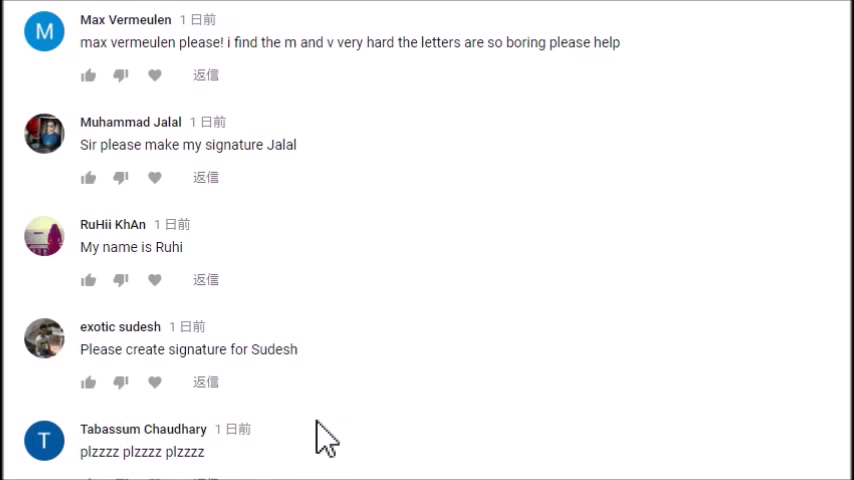 M
Max Vermeulen 1 日前
max vermeulen please! i find the m and v very hard the letters are so boring please help
返信
Muhammad Jalal 1 日前
Sir please make my signature Jalal
返信
RuHii KhAn 1 日前
My name is Ruhi
返信
exotic sudesh 1 日前
Please create signature for Sudesh
返信
T
Tabassum Chaudhary 1 日前
plzzzz plzzzz plzzzz